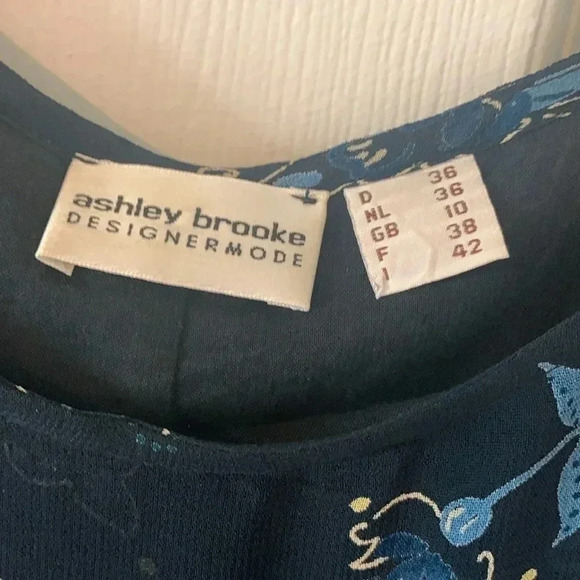 ashley brooke
DESIGNERMODE
D 36
NL 36
GB 10
F 38
I 42